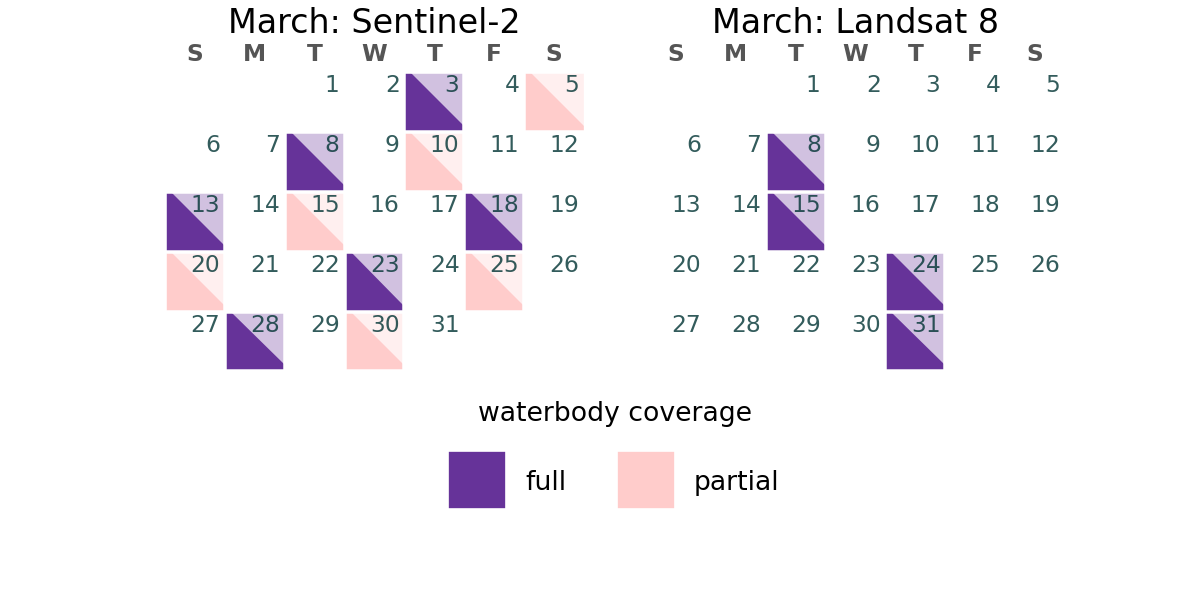 March: Sentinel-2
S M T W T F S
1 2 3 4 5
6 7 8 9 10 11 12
13 14 15 16 17 18 19
20 21 22 23 24 25 26
27 28 29 30 31
March: Landsat 8
S M T W T F S
1 2 3 4 5
6 7 8 9 10 11 12
13 14 15 16 17 18 19
20 21 22 23 24 25 26
27 28 29 30 31
waterbody coverage
full partial